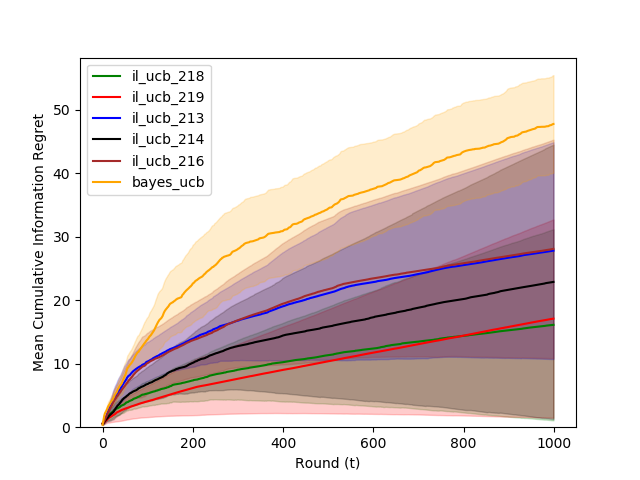 il_ucb_218
il_ucb_219
il_ucb_213
il_ucb_214
il_ucb_216
bayes_ucb
Mean Cumulative Information Regret
50
40
30
20
10
0
0 200 400 600 800 1000
Round (t)